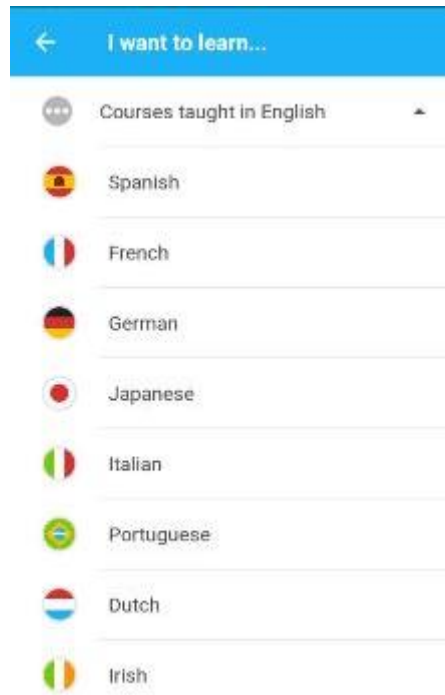 I want to learn...
Courses taught in English
Spanish
French
German
Japanese
Italian
Portuguese
Dutch
Irish